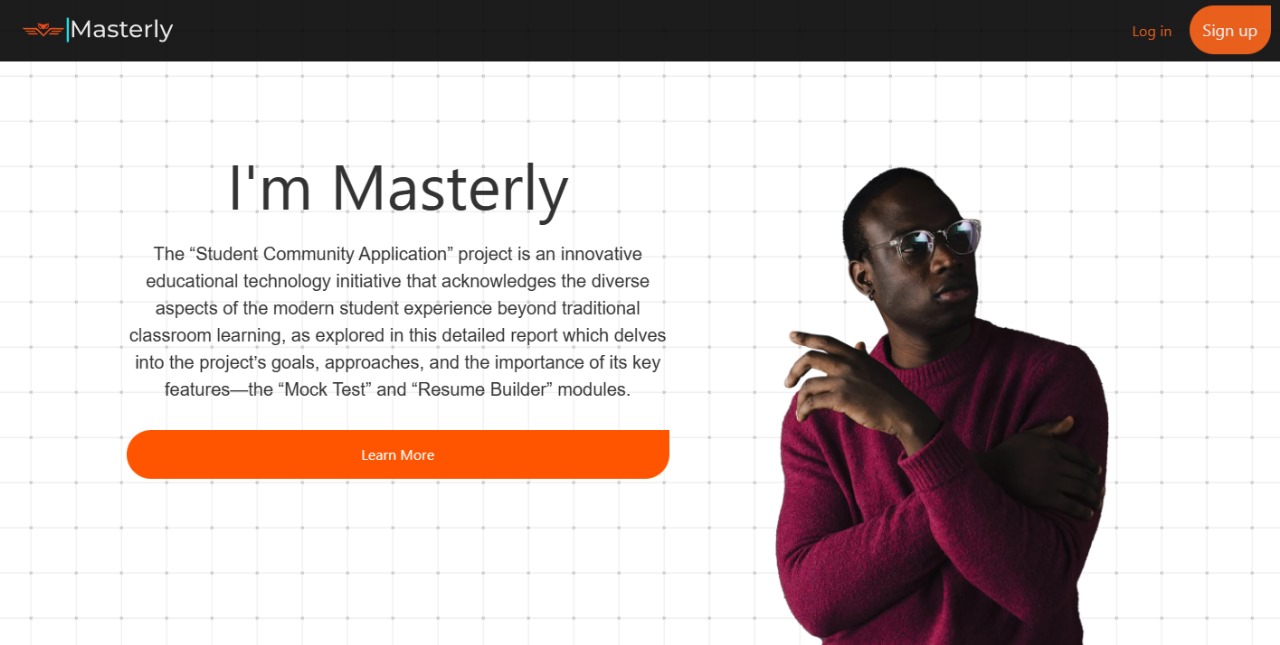 Masterly
Log in
Sign up
I'm Masterly
The “Student Community Application” project is an innovative
educational technology initiative that acknowledges the diverse
aspects of the modern student experience beyond traditional
classroom learning, as explored in this detailed report which delves
into the project’s goals, approaches, and the importance of its key
features—the “Mock Test” and “Resume Builder” modules.
Learn More